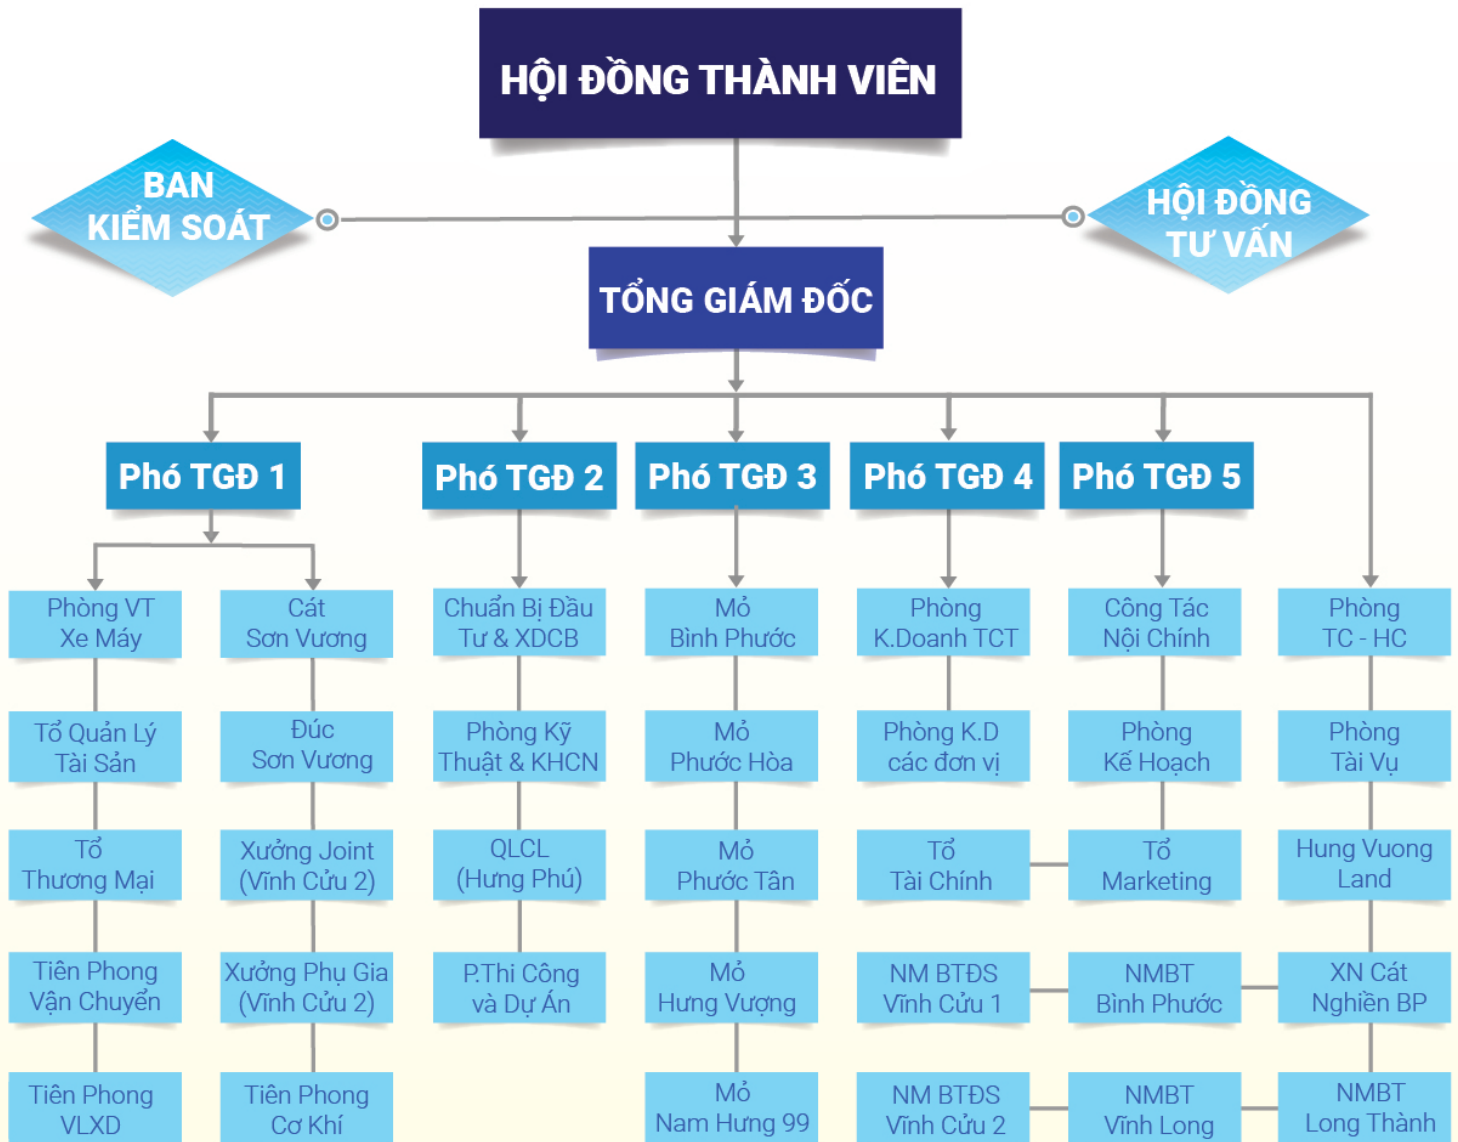 HỘI ĐỒNG THÀNH VIÊN
BAN
KIỂM SOÁT
HỘI ĐỒNG
TƯ VẤN
TỔNG GIÁM ĐỐC
Phó TGĐ 1
Phó TGĐ 2
Phó TGĐ 3
Phó TGĐ 4
Phó TGĐ 5
Phòng VT
Xe Máy
Cát
Sơn Vương
Chuẩn Bị Đầu
Tư & XDCB
Mỏ
Bình Phước
Phòng
K.Doanh TCT
Công Tác
Nội Chính
Phòng
TC - HC
Tổ Quản Lý
Tài Sản
Đúc
Sơn Vương
Phòng Kỹ
Thuật & KHCN
Mỏ
Phước Hòa
Phòng K.D
các đơn vị
Phòng
Kế Hoạch
Phòng
Tài Vụ
Tổ
Thương Mại
Xưởng Joint
(Vĩnh Cửu 2)
QLCL
(Hưng Phú)
Mỏ
Phước Tân
Tổ
Tài Chính
Tổ
Marketing
Hung Vuong
Land
Tiên Phong
Vận Chuyển
Xưởng Phụ Gia
(Vĩnh Cửu 2)
P.Thi Công
và Dự Án
Mỏ
Hưng Vượng
NM BTĐS
Vĩnh Cửu 1
NMBT
Bình Phước
XN Cát
Nghiền BP
Tiên Phong
VLXD
Tiên Phong
Cơ Khí
Mỏ
Nam Hưng 99
NM BTĐS
Vĩnh Cửu 2
NMBT
Vĩnh Long
NMBT
Long Thành